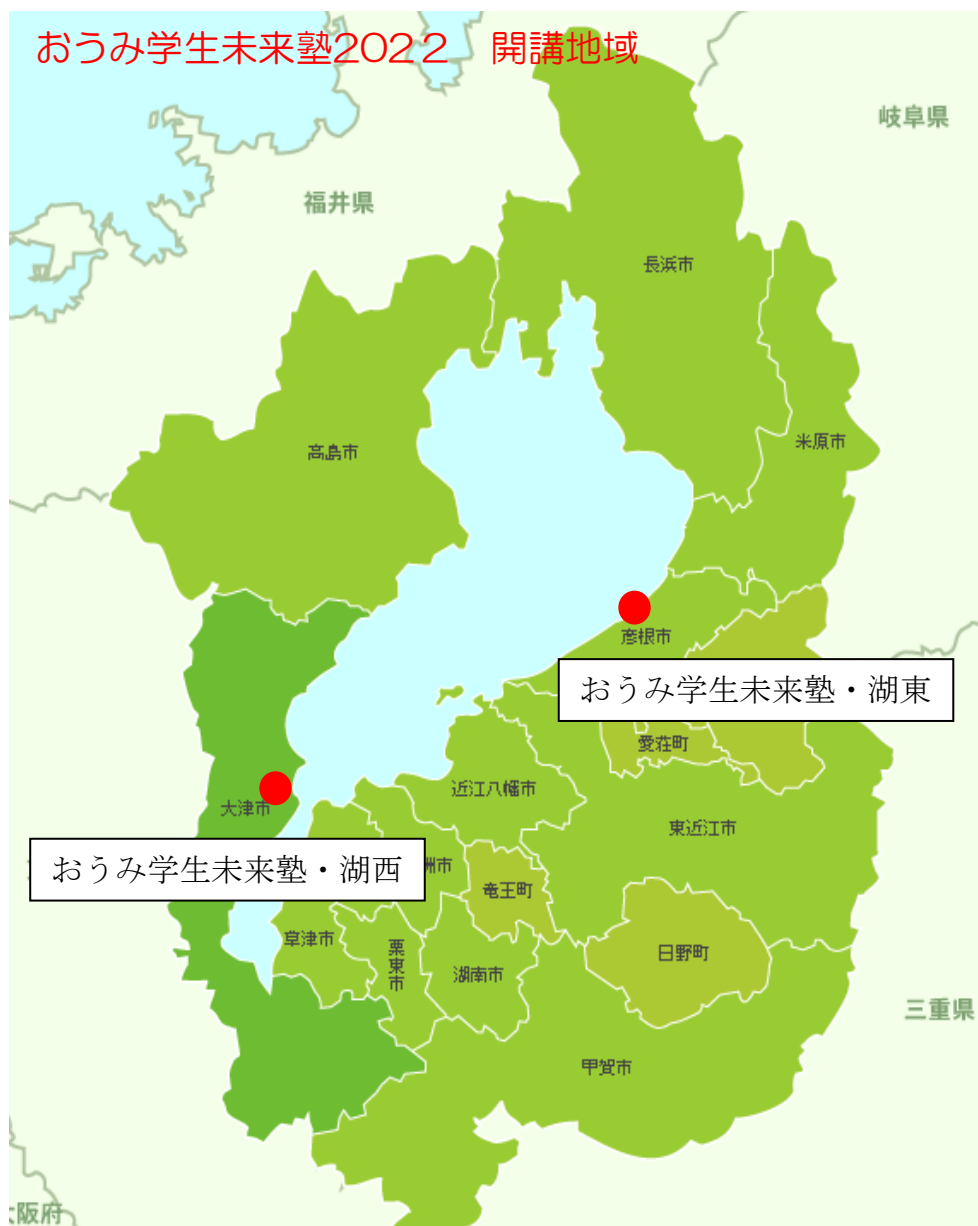 おうみ学生未来塾2022　開講地域
岐阜県
福井県
長浜市
米原市
高島市
彦根市
おうみ学生未来塾・湖東
愛荘町
近江八幡市
大津市
東近江市
おうみ学生未来塾・湖西
洲市
竜王町
草津市
栗東市
湖南市
日野町
三重県
甲賀市
阪府